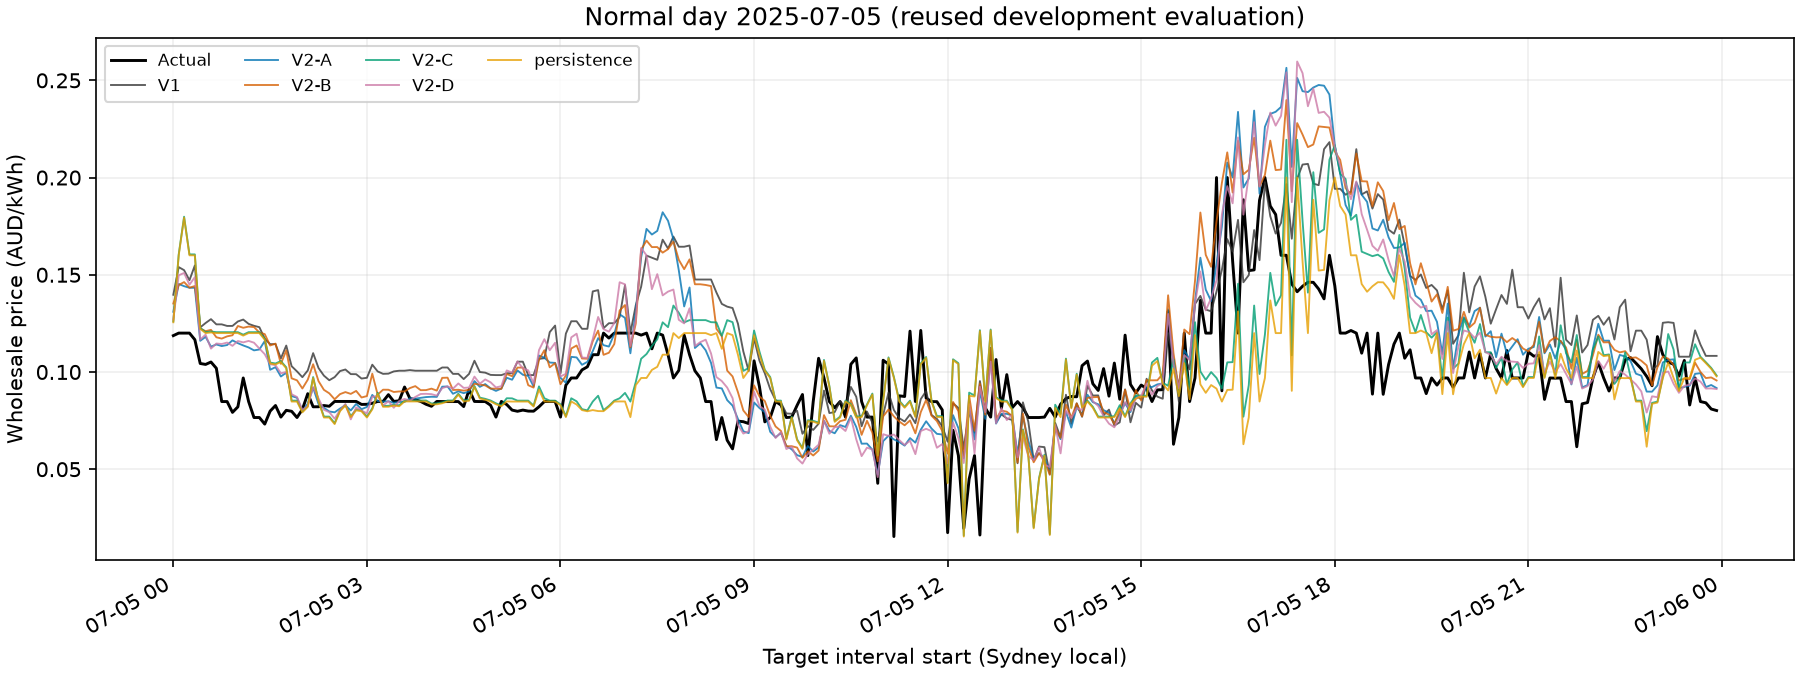 Normal day 2025-07-05 (reused development evaluation)
Wholesale price (AUD/kWh)
0.25
0.20
0.15
0.10
0.05
Actual
V1
V2-A
V2-B
V2-C
V2-D
persistence
07-05 00
07-05 03
07-05 06
07-05 09
07-05 12
07-05 15
07-05 18
07-05 21
07-06 00
Target interval start (Sydney local)